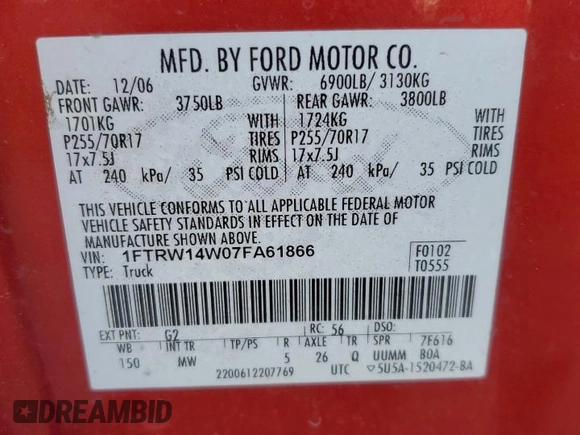 MFD. BY FORD MOTOR CO.
DATE: 12/06 GVWR: 6900LB/ 3130KG
FRONT GAWR: 3750LB REAR GAWR: 3800LB
1701KG WITH 1724KG WITH
P255/70R17 TIRES P255/70R17 TIRES
17x7.5J RIMS 17x7.5J RIMS
AT 240 kPa/ 35 PSI COLD AT 240 kPa/ 35 PSI COLD
THIS VEHICLE CONFORMS TO ALL APPLICABLE FEDERAL MOTOR
VEHICLE SAFETY STANDARDS IN EFFECT ON THE DATE OF
MANUFACTURE SHOWN ABOVE.
VIN: 1FTRW14W07FA61866 F0102
TYPE: Truck T0555
EXT PNT: G2 RC: 56 DSO:
WB INT TR TP/PS R AXLE TR SPR 7F616
150 MW 5 26 Q UUMM BOA
2200612207769 UTC ▽5U5A-1520472-BA
DREAMBID
FIND. BID. DRIVE.